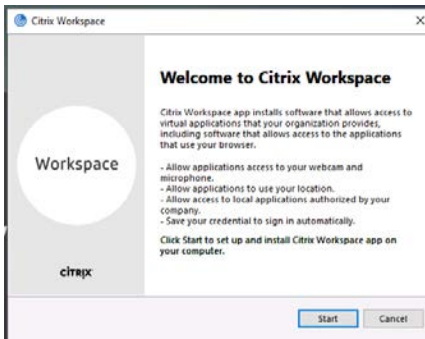 Citrix Workspace
Welcome to Citrix Workspace
Citrix Workspace app installs software that allows access to
virtual applications that your organization provides,
including software that allows access to the applications
that use your browser.
- Allow applications access to your webcam and
microphone.
- Allow applications to use your location.
- Allow access to local applications authorized by your
company.
- Save your credential to sign in automatically.
Click Start to set up and install Citrix Workspace app on
your computer.
Workspace
citrix
Start
Cancel